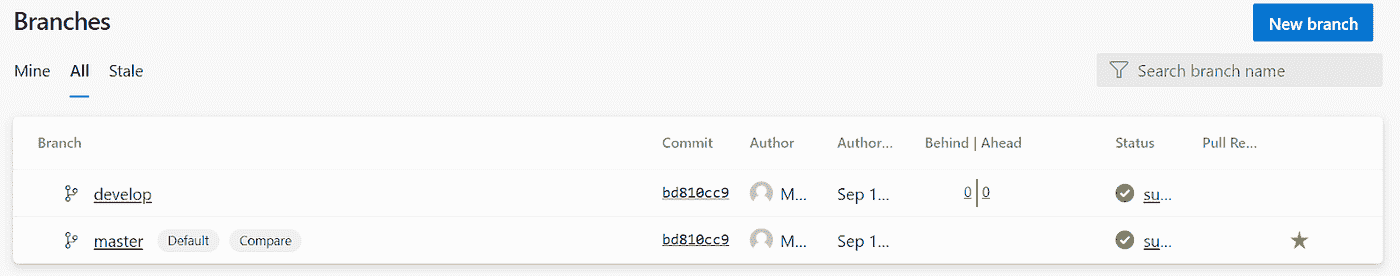 Branches
New branch
Mine All Stale
Search branch name
Branch Commit Author Author... Behind | Ahead Status Pull Re...
develop bd810cc9 M... Sep 1... 0 | 0 su...
master Default Compare bd810cc9 M... Sep 1... su...